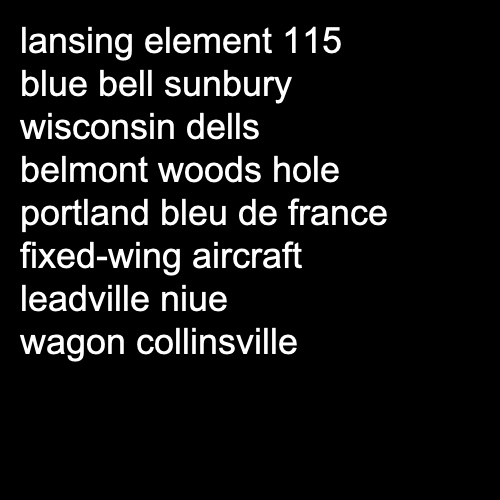 lansing element 115
blue bell sunbury
wisconsin dells
belmont woods hole
portland bleu de france
fixed-wing aircraft
leadville niue
wagon collinsville